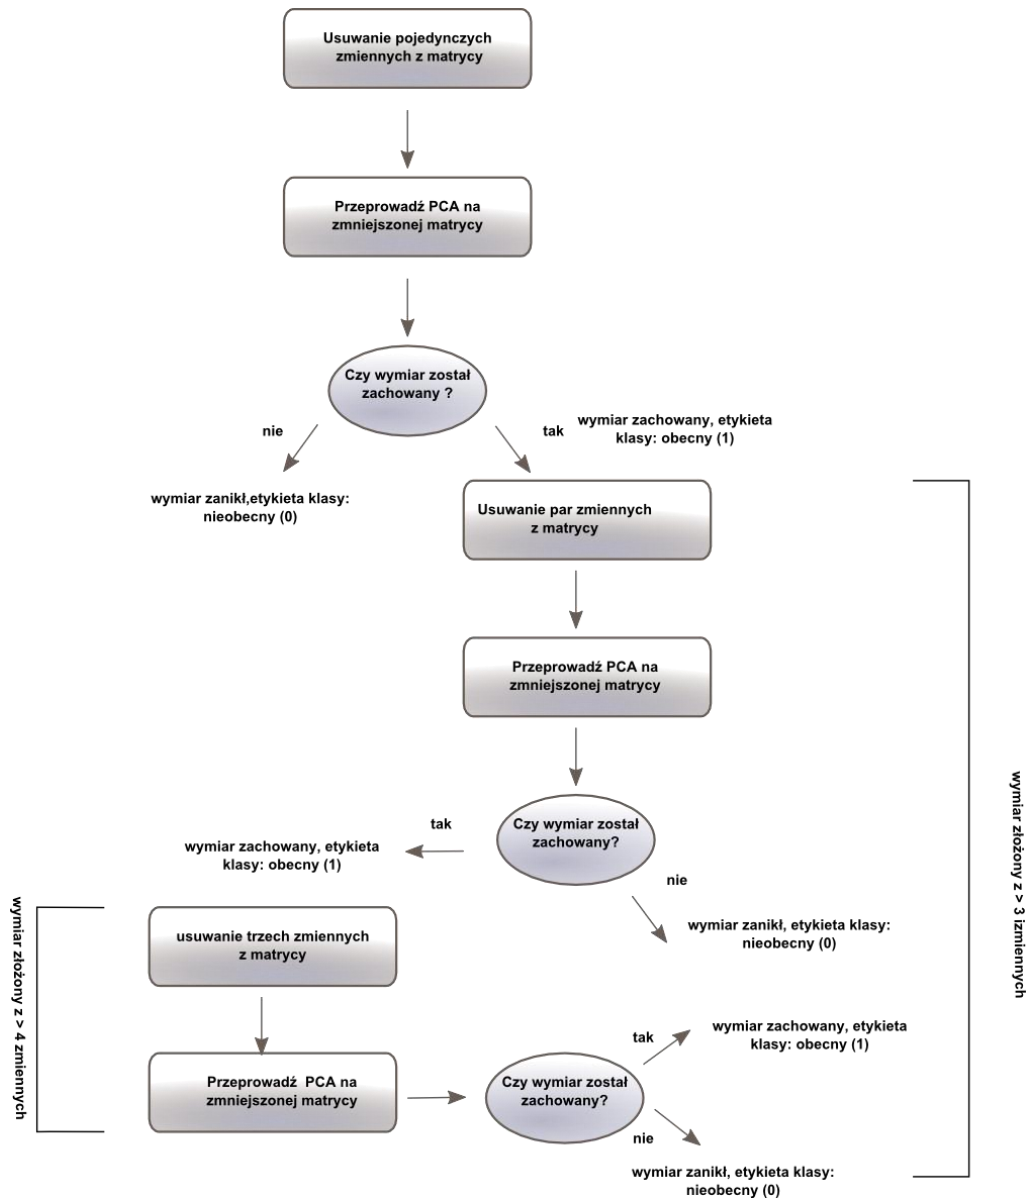 Usuwanie pojedynczych
zmiennych z matrycy
Przeprowadź PCA na
zmniejszonej matrycy
Czy wymiar został
zachowany ?
nie
tak
wymiar zachowany, etykieta
klasy: obecny (1)
wymiar zanikł,etykieta klasy:
nieobecny (0)
Usuwanie par zmiennych
z matrycy
Przeprowadź PCA na
zmniejszonej matrycy
Czy wymiar został
zachowany?
tak
wymiar zachowany, etykieta
klasy: obecny (1)
nie
wymiar zanikł, etykieta klasy:
nieobecny (0)
usuwanie trzech zmiennych
z matrycy
Przeprowadź  PCA na
zmniejszonej matrycy
Czy wymiar został
zachowany?
tak
wymiar zachowany, etykieta
klasy: obecny (1)
nie
wymiar zanikł, etykieta klasy:
nieobecny (0)
wymiar złożony z > 4 zmiennych
wymiar złożony z > 3 izmiennych